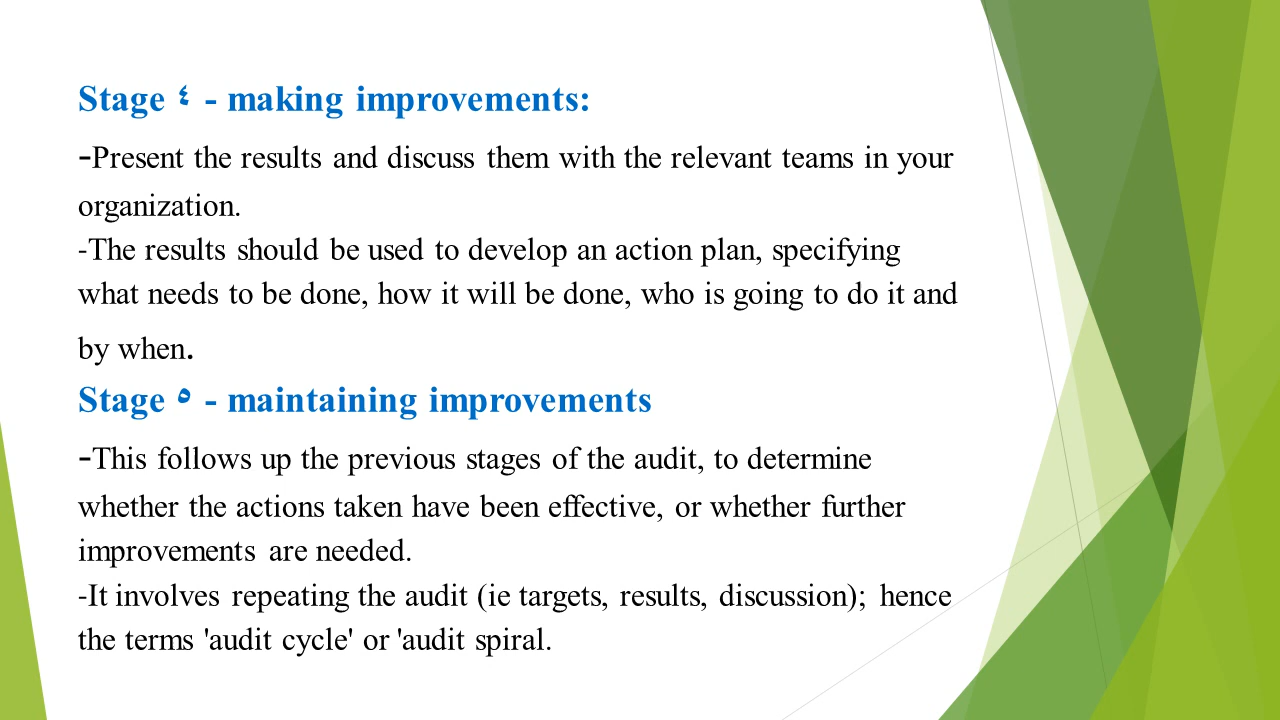 Stage ٤ - making improvements:
-Present the results and discuss them with the relevant teams in your
organization.
-The results should be used to develop an action plan, specifying
what needs to be done, how it will be done, who is going to do it and
by when.
Stage ٥ - maintaining improvements
-This follows up the previous stages of the audit, to determine
whether the actions taken have been effective, or whether further
improvements are needed.
-It involves repeating the audit (ie targets, results, discussion); hence
the terms 'audit cycle' or 'audit spiral.